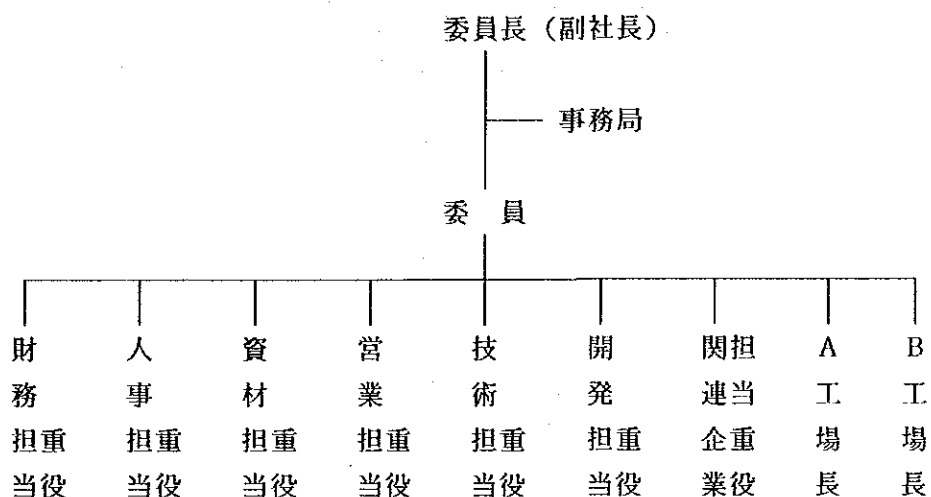 委員長（副社長）
事務局
委　員
財務担当重役
人事担当重役
資材担当重役
営業担当重役
技術担当重役
開発担当重役
関連企業担当重役
A工場長
B工場長